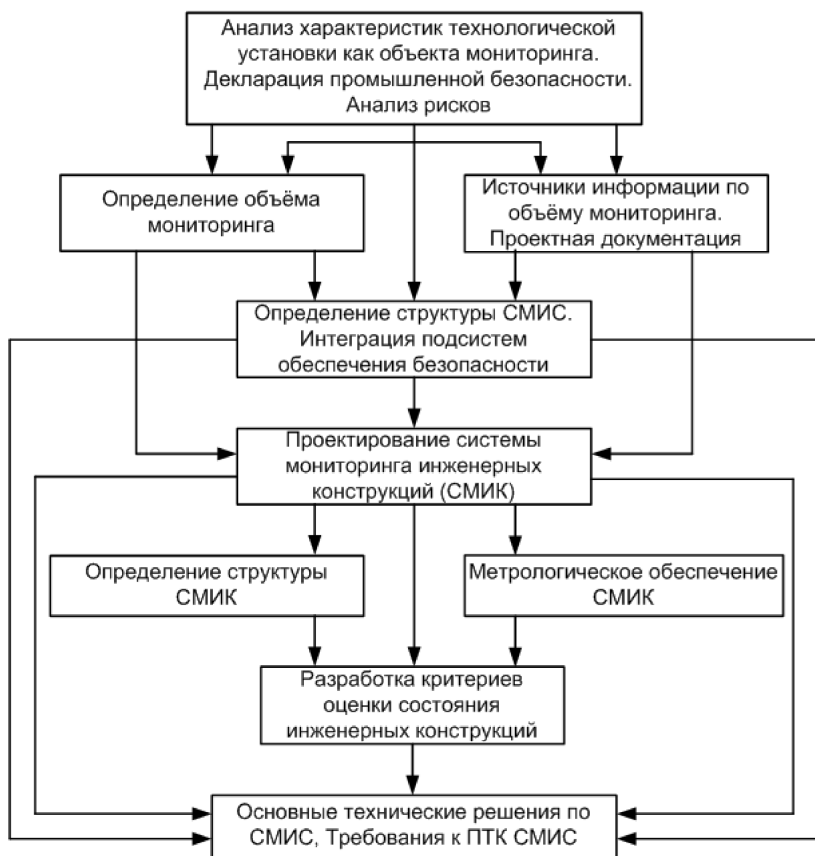 Анализ характеристик технологической
установки как объекта мониторинга.
Декларация промышленной безопасности.
Анализ рисков
Определение объёма
мониторинга
Источники информации по
объёму мониторинга.
Проектная документация
Определение структуры СМИС.
Интеграция подсистем
обеспечения безопасности
Проектирование системы
мониторинга инженерных
конструкций (СМИК)
Определение структуры
СМИК
Метрологическое обеспечение
СМИК
Разработка критериев
оценки состояния
инженерных конструкций
Основные технические решения по
СМИС, Требования к ПТК СМИС